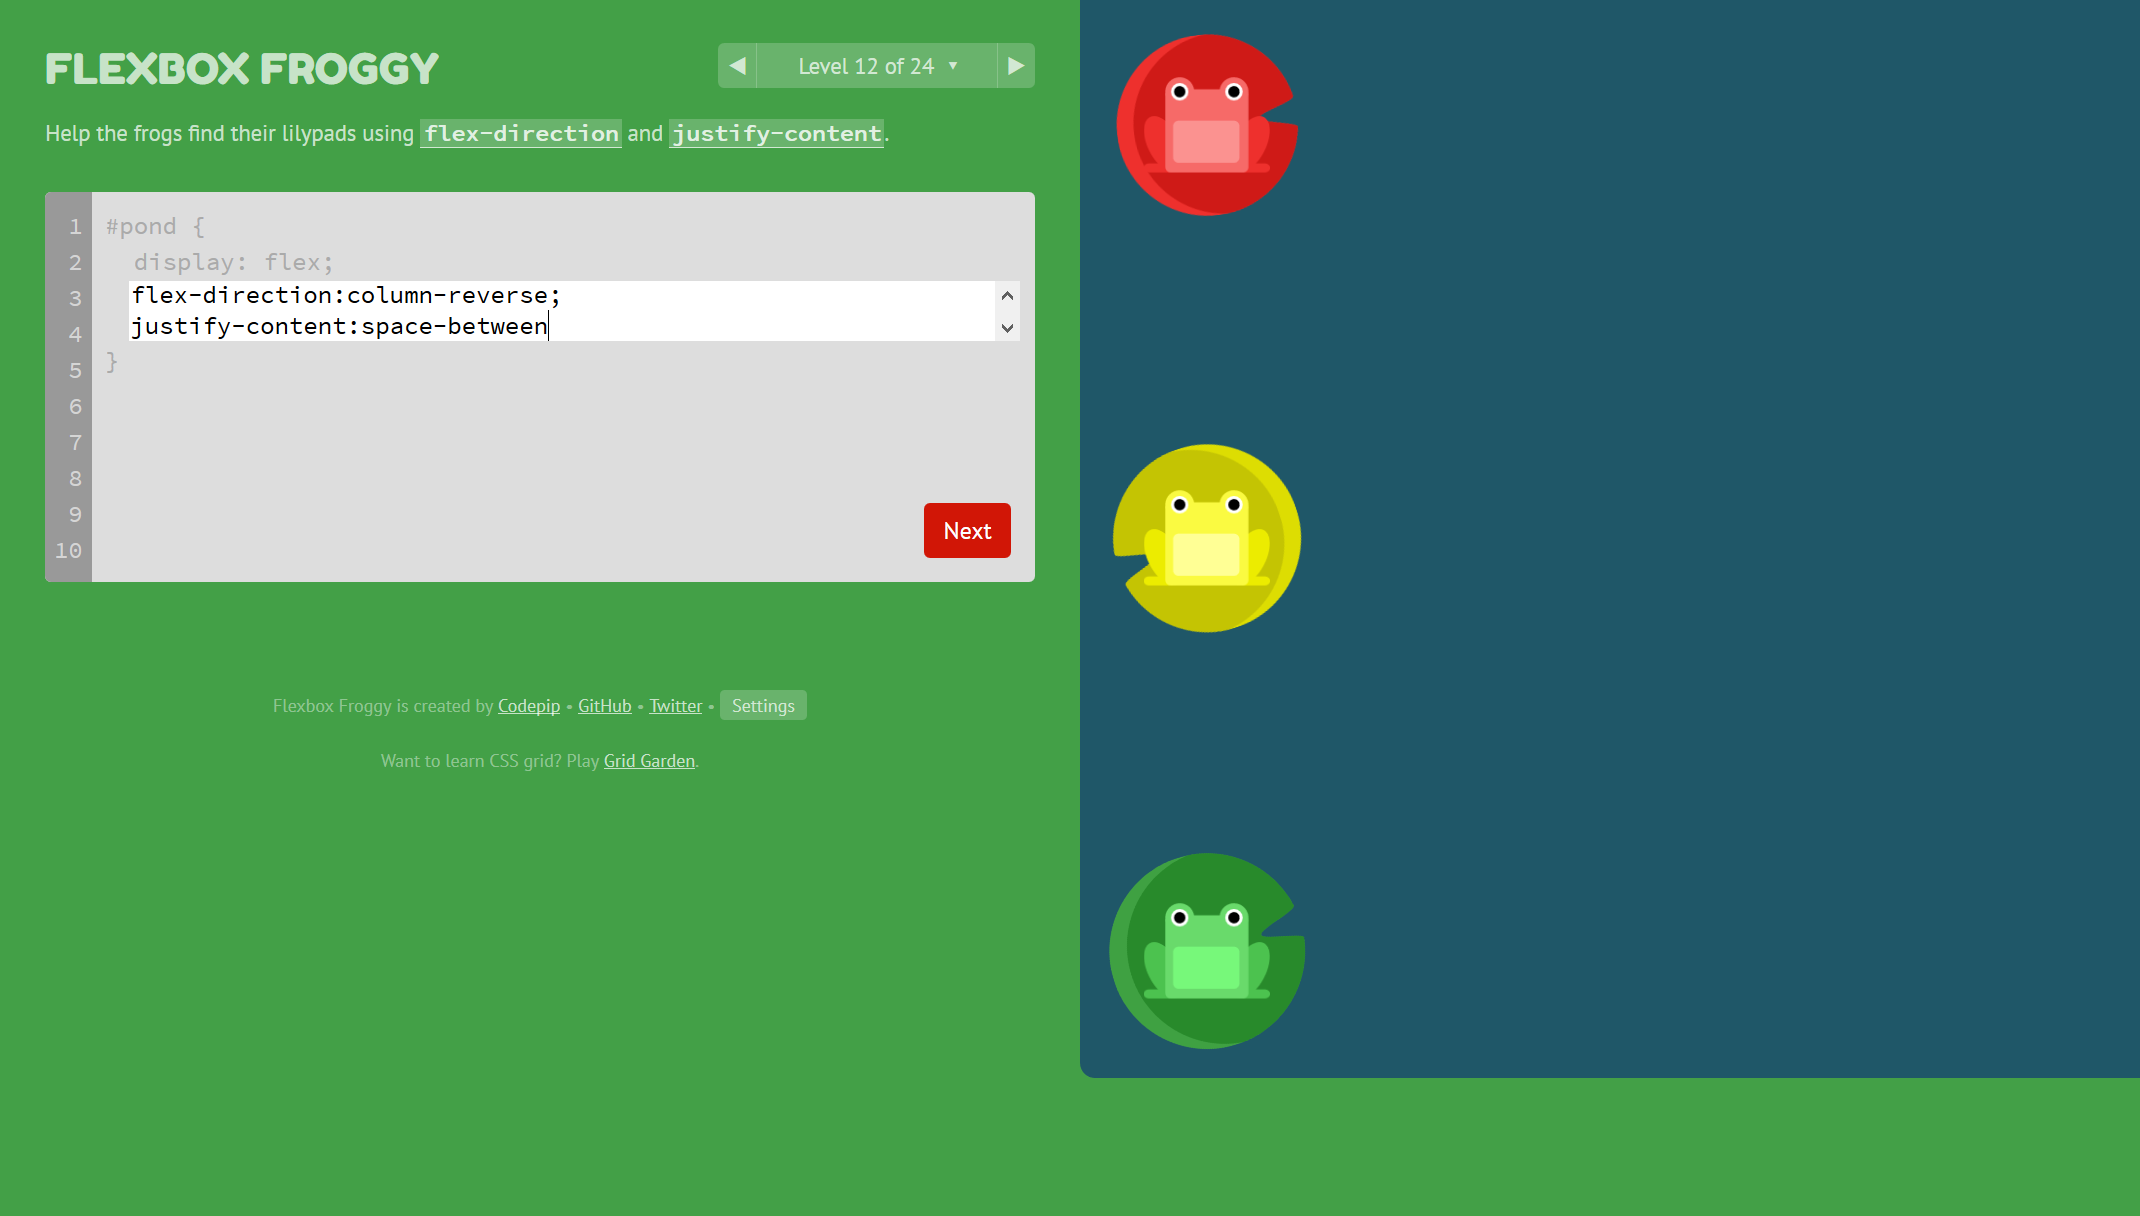 FLEXBOX FROGGY
◀ Level 12 of 24 ▼ ▶
Help the frogs find their lilypads using flex-direction and justify-content.
1 #pond {
2 display: flex;
3 flex-direction:column-reverse;
4 justify-content:space-between
5 }
6
7
8
9
10
Next
Flexbox Froggy is created by Codepip • GitHub • Twitter • Settings
Want to learn CSS grid? Play Grid Garden.